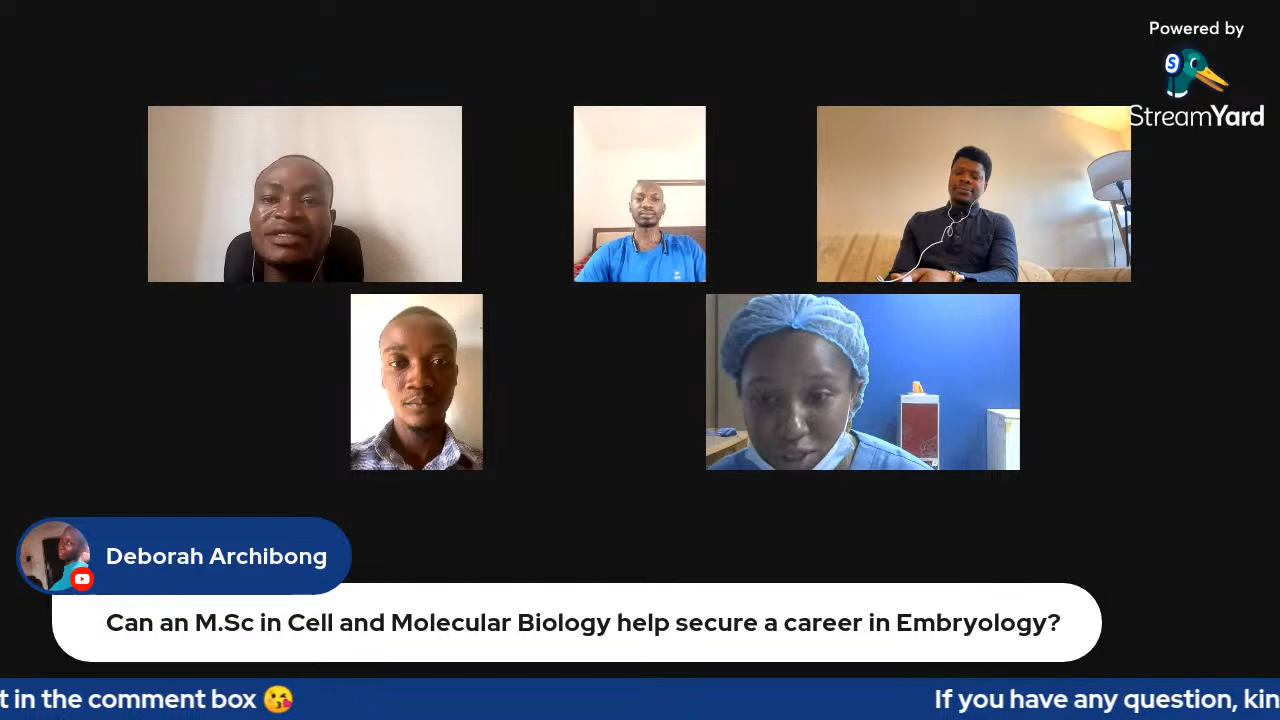 Powered by
StreamYard
Deborah Archibong
Can an M.Sc in Cell and Molecular Biology help secure a career in Embryology?
t in the comment box 😘
If you have any question, kin